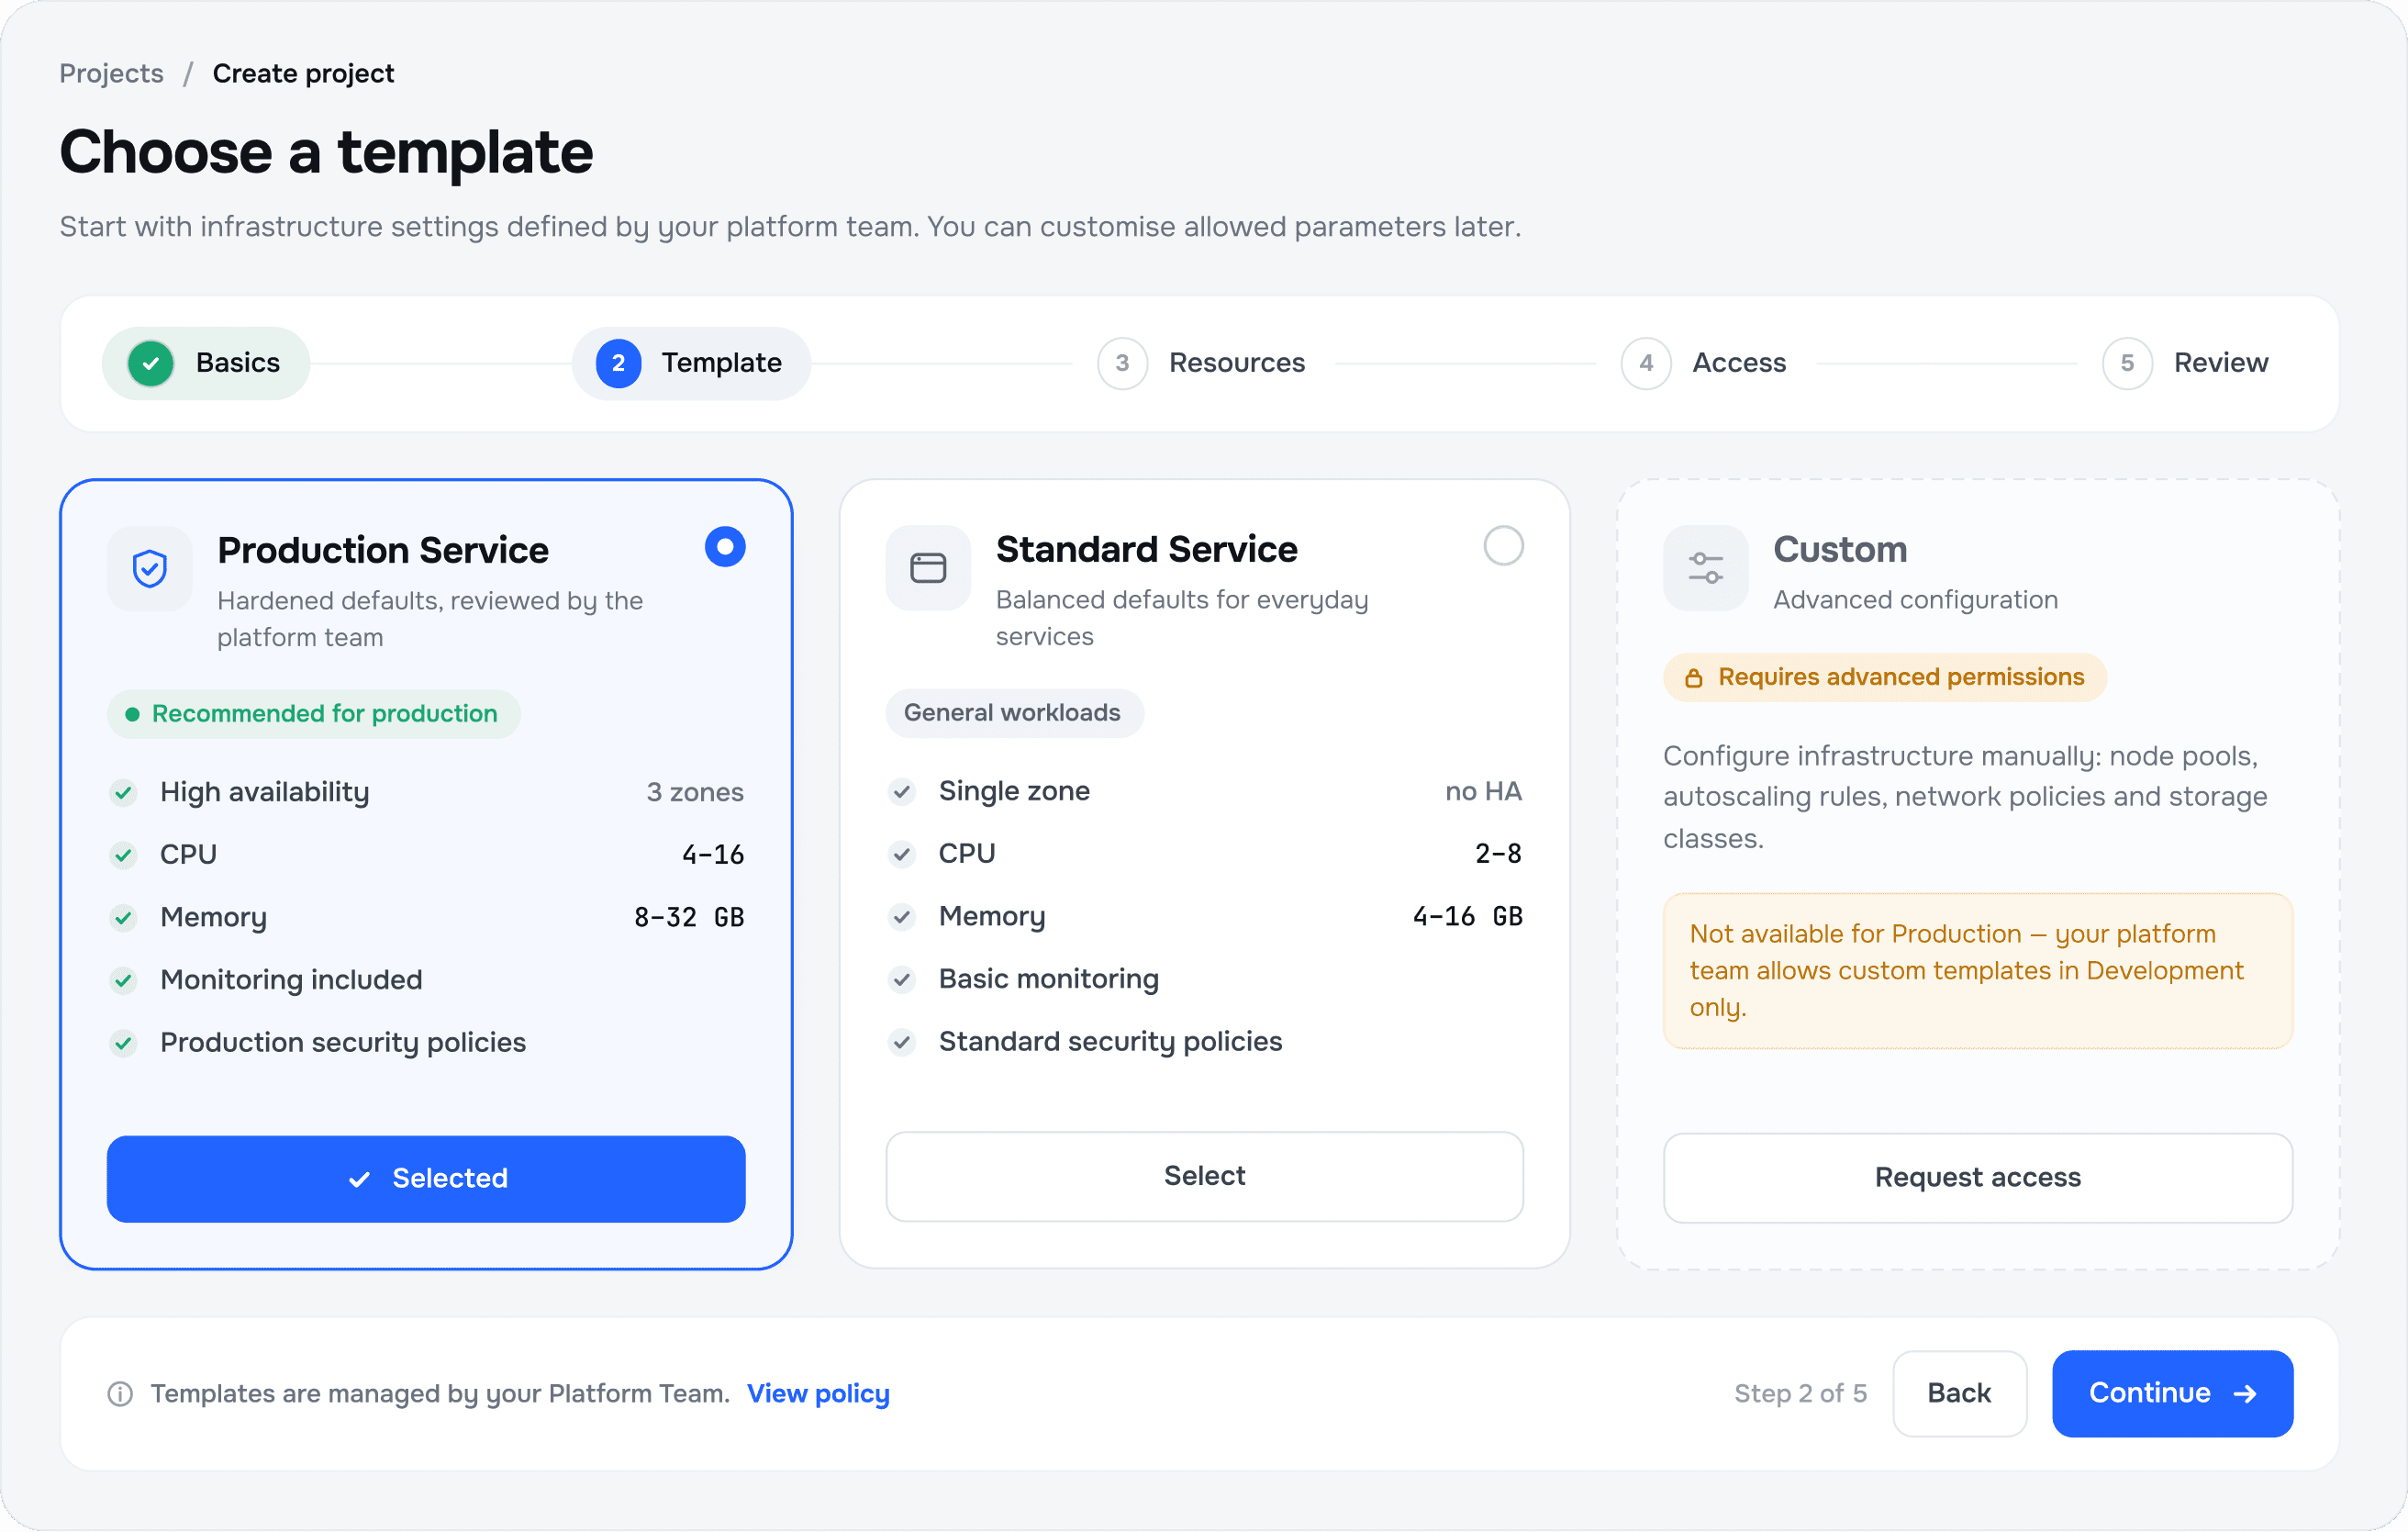 Projects / Create project
Choose a template
Start with infrastructure settings defined by your platform team. You can customise allowed parameters later.
Basics
2 Template
3 Resources
4 Access
5 Review
Production Service
Hardened defaults, reviewed by the
platform team
Recommended for production
High availability 3 zones
CPU 4–16
Memory 8–32 GB
Monitoring included
Production security policies
Selected
Standard Service
Balanced defaults for everyday
services
General workloads
Single zone no HA
CPU 2–8
Memory 4–16 GB
Basic monitoring
Standard security policies
Select
Custom
Advanced configuration
Requires advanced permissions
Configure infrastructure manually: node pools,
autoscaling rules, network policies and storage
classes.
Not available for Production — your platform
team allows custom templates in Development
only.
Request access
Templates are managed by your Platform Team. View policy
Step 2 of 5
Back
Continue →